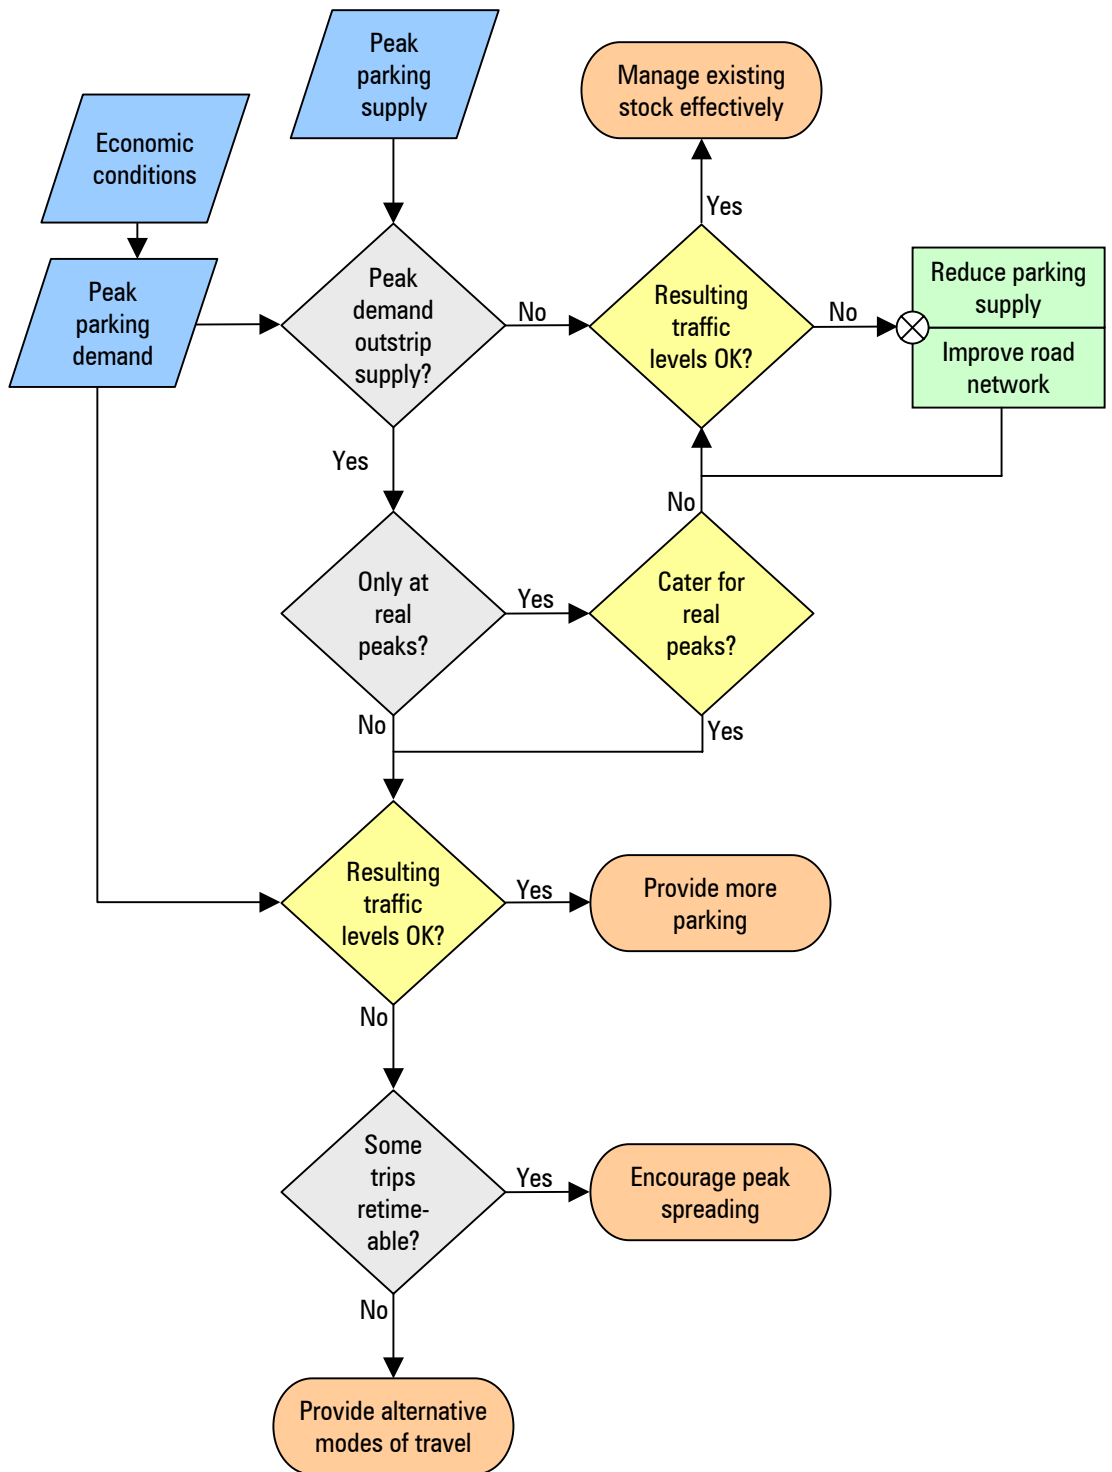 Peak
parking
supply
Manage existing
stock effectively
Economic
conditions
Yes
Peak
parking
demand
Peak
demand
outstrip
supply?
No
Resulting
traffic
levels OK?
No
Reduce parking
supply
Improve road
network
Yes
No
Only at
real
peaks?
Yes
Cater for
real
peaks?
No
Yes
Resulting
traffic
levels OK?
Yes
Provide more
parking
No
Some
trips
retime-
able?
Yes
Encourage peak
spreading
No
Provide alternative
modes of travel